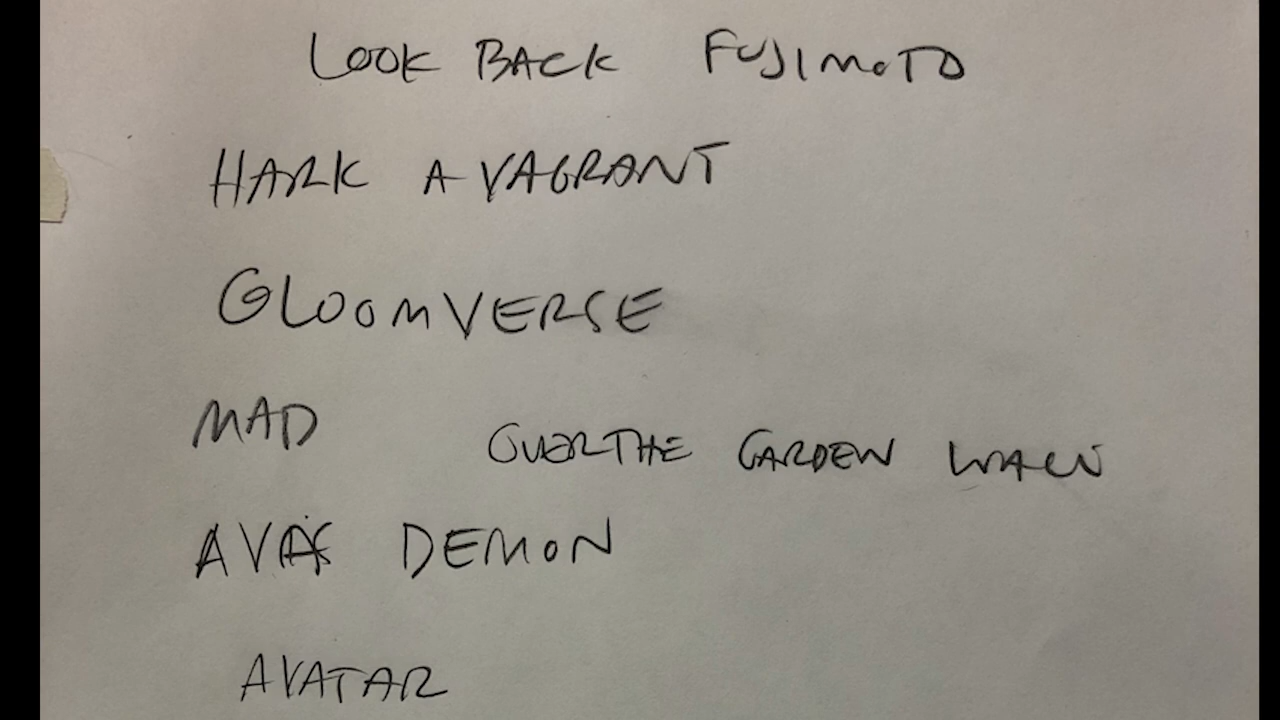 LOOK BACK FUJIMOTO
HARK A VAGRANT
GLOOMVERSE
MAD
OVER THE GARDEN WALL
AVA'S DEMON
AVATAR